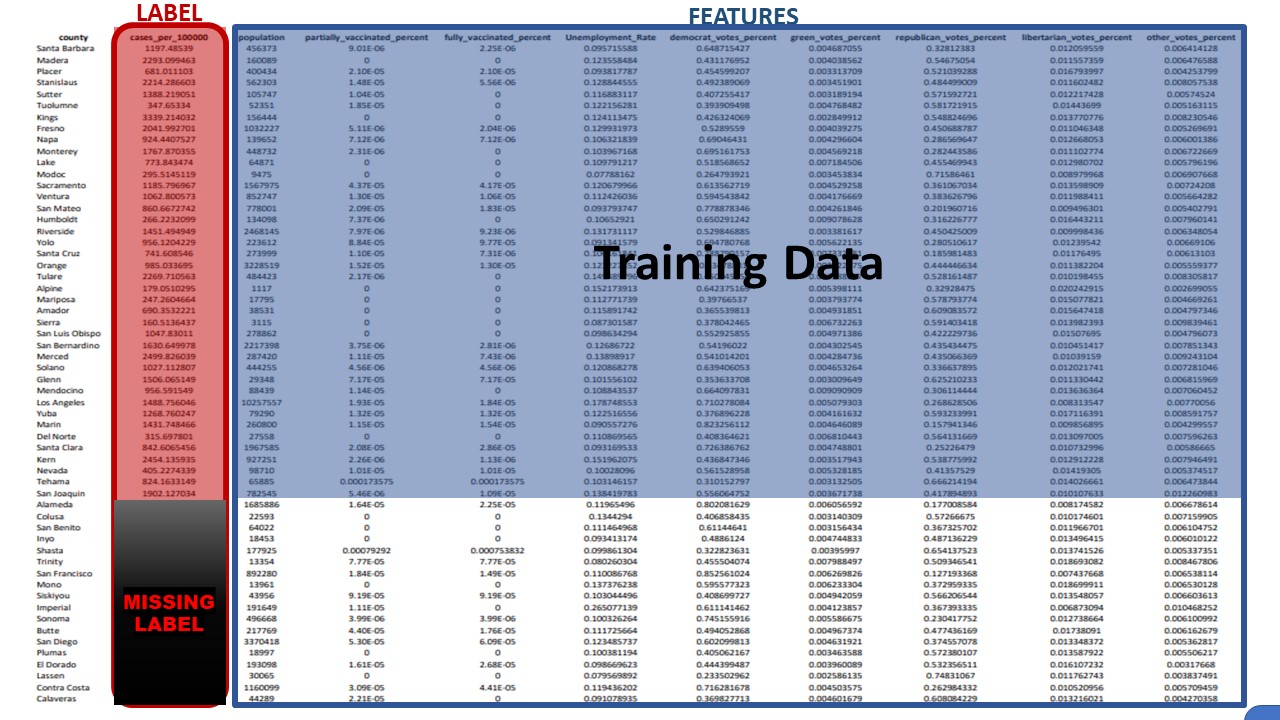 LABEL
FEATURES
county cases_per_100000 population partially_vaccinated_percent fully_vaccinated_percent Unemployment_Rate democrat_votes_percent green_votes_percent republican_votes_percent libertarian_votes_percent other_votes_percent
Santa Barbara 1197.48539 456373 9.01E-06 2.25E-06 0.095715588 0.648715427 0.004687055 0.32812383 0.012059559 0.006414128
Madera 2293.099463 160089 0 0 0.123558484 0.431176952 0.004038562 0.54675054 0.011557359 0.006476588
Placer 681.011103 400434 2.10E-05 2.10E-05 0.093817787 0.454599207 0.003313709 0.521039288 0.016793997 0.004253799
Stanislaus 2214.286603 562303 1.48E-05 5.56E-06 0.128844555 0.492389069 0.003451901 0.484499009 0.011602482 0.008057538
Sutter 1388.219051 105747 1.04E-05 0 0.116883117 0.407255417 0.003189194 0.571592721 0.012217428 0.00574524
Tuolumne 347.65334 52351 1.85E-05 0 0.122156281 0.393909498 0.004768482 0.581721915 0.01443699 0.005163115
Kings 3339.214032 156444 0 0 0.124113475 0.426324069 0.002849912 0.548824696 0.013770776 0.008230546
Fresno 2041.992701 1032227 5.11E-06 2.04E-06 0.129931973 0.5289559 0.004039275 0.450688787 0.011046348 0.005269691
Napa 924.4407527 139652 7.12E-06 7.12E-06 0.106321839 0.69046431 0.004296604 0.286569647 0.012668053 0.006001386
Monterey 1767.870355 448732 2.31E-06 0 0.103967168 0.695161753 0.004569218 0.282443586 0.011102774 0.006722669
Lake 773.843474 64871 0 0 0.109791217 0.518568652 0.007184506 0.455469943 0.012980702 0.005796196
Modoc 295.5145119 9475 0 0 0.07788162 0.264793921 0.003453834 0.71586461 0.008979968 0.006907668
Sacramento 1185.796967 1567975 4.37E-05 4.17E-05 0.120679966 0.613562719 0.004529258 0.361067034 0.013598909 0.00724208
Ventura 1062.800573 852747 1.30E-05 1.06E-05 0.112426036 0.594543842 0.004176669 0.383626796 0.011988411 0.005664282
San Mateo 860.6672742 778001 2.09E-05 1.83E-05 0.093793747 0.778878346 0.004261846 0.201960716 0.009496301 0.005402791
Humboldt 266.2232099 134098 7.37E-06 0 0.10652921 0.650291242 0.009078628 0.316226777 0.016443211 0.007960141
Riverside 1451.494949 2468145 7.97E-06 9.23E-06 0.131731117 0.529846885 0.003381617 0.450425009 0.009998436 0.006348054
Yolo 956.1204229 223612 8.84E-05 9.77E-05 0.091341579 0.694780768 0.005622135 0.280510617 0.01239542 0.00669106
Santa Cruz 741.608546 273999 1.10E-05 7.31E-06 0.185981483 0.01176495 0.00613103
Orange 985.033695 3228519 1.52E-05 1.30E-05 0.444446634 0.011382204 0.005559377
Training Data
Tulare 2269.710563 484423 2.17E-06 0 0.528161487 0.010198455 0.008305817
Alpine 179.0510295 1117 0 0 0.152173913 0.642375169 0.005398111 0.32928475 0.020242915 0.002699055
Mariposa 247.2604664 17795 0 0 0.112771739 0.39766537 0.003793774 0.578793774 0.015077821 0.004669261
Amador 690.3532221 38531 0 0 0.115891742 0.365539813 0.004931851 0.609083572 0.015647418 0.004797346
Sierra 160.5136437 3115 0 0 0.087301587 0.378042465 0.006732263 0.591403418 0.013982393 0.009839461
San Luis Obispo 1047.83011 278862 0 0 0.098634294 0.552925855 0.004971386 0.422229736 0.01507695 0.004796073
San Bernardino 1630.649978 2217398 3.75E-06 2.81E-06 0.12686722 0.54196022 0.004302545 0.435434475 0.010451417 0.007851343
Merced 2499.826039 287420 1.11E-05 7.43E-06 0.13898917 0.541014201 0.004284736 0.435066369 0.01039159 0.009243104
Solano 1027.112807 444255 4.56E-06 4.56E-06 0.120868278 0.639281046 0.004653264 0.336637895 0.012021741 0.007406053
Glenn 1506.065149 29348 7.17E-05 7.17E-05 0.101556102 0.353633708 0.003009649 0.625210233 0.011330442 0.006815969
Mendocino 956.591549 88439 1.14E-05 0 0.108843537 0.664097831 0.009090909 0.306114444 0.013636364 0.007060452
Los Angeles 1488.756046 10257557 1.93E-05 1.84E-05 0.178748553 0.710278084 0.005079303 0.268628506 0.008313547 0.00770056
Yuba 1268.760247 79290 1.32E-05 1.32E-05 0.122516556 0.376896228 0.004161632 0.593233991 0.017116391 0.008591757
Marin 1431.748466 260800 1.15E-05 1.54E-05 0.090557276 0.823256112 0.004646089 0.157941346 0.009856895 0.004299557
Del Norte 315.697801 27558 0 0 0.110869565 0.408364621 0.006810443 0.564131669 0.013097005 0.007596263
Santa Clara 842.6065456 1967585 2.08E-05 2.86E-05 0.093169533 0.726386762 0.004748801 0.25226479 0.010732996 0.00586665
Kern 2454.135935 927251 2.26E-06 1.13E-06 0.151962075 0.436847346 0.003517943 0.538775992 0.012912228 0.007946491
Nevada 405.2274339 98710 1.01E-05 1.01E-05 0.10028096 0.561528958 0.005328185 0.41357529 0.01419305 0.005374517
Tehama 824.1633149 65885 0.000173575 0.000173575 0.103146157 0.310152797 0.003132505 0.666214194 0.014026661 0.006473844
San Joaquin 1902.127034 782545 5.46E-06 1.09E-05 0.138419783 0.556064752 0.003671738 0.417894893 0.010107633 0.012260983
Alameda 1685886 1.64E-05 2.25E-05 0.11965496 0.802081629 0.006056592 0.177008584 0.008174582 0.006678614
Colusa 22593 0 0 0.1344294 0.406858435 0.003140309 0.57266675 0.010174601 0.007159905
San Benito 64022 0 0 0.111464968 0.61144641 0.003156434 0.367325702 0.011966701 0.006104752
Inyo 18453 0 0 0.093413174 0.4886124 0.004744833 0.487136229 0.013496415 0.006010122
Shasta 177925 0.00079292 0.000753832 0.099861304 0.322823631 0.00395997 0.654137523 0.013741526 0.005337351
Trinity 13354 7.77E-05 7.77E-05 0.080260304 0.455504074 0.007988497 0.509346541 0.018693082 0.008467806
San Francisco 892280 1.84E-05 1.49E-05 0.110086768 0.852561024 0.006269826 0.127193368 0.007437668 0.006538114
Mono 13961 0 0 0.137376238 0.595577323 0.006234236 0.372959335 0.018699911 0.006530128
Siskiyou 43956 9.19E-05 9.19E-05 0.103044496 0.408699727 0.004942059 0.566206544 0.013548057 0.006603613
MISSING
LABEL
Imperial 191649 1.11E-05 0 0.265077139 0.611141462 0.004123857 0.367393335 0.006873094 0.010468252
Sonoma 496668 3.99E-06 3.99E-06 0.100326264 0.745155916 0.005586675 0.230417752 0.012738664 0.006100992
Butte 217769 4.40E-05 1.76E-05 0.111725664 0.494052868 0.004967374 0.477436169 0.01738091 0.006162679
San Diego 3370418 5.30E-05 6.09E-05 0.123485737 0.602099813 0.004631921 0.374557078 0.013348372 0.005362817
Plumas 18997 0 0 0.100381194 0.405062167 0.003463588 0.572380107 0.013587922 0.005506217
El Dorado 193098 1.61E-05 2.68E-05 0.098669623 0.444399487 0.003960089 0.532356511 0.016107232 0.00317668
Lassen 30065 0 0 0.079569892 0.233502962 0.002586135 0.74831067 0.011762743 0.003837491
Contra Costa 1160099 3.09E-05 4.41E-05 0.119436202 0.716281678 0.004503575 0.262984332 0.010520956 0.005709459
Calaveras 44289 2.21E-05 0 0.091078935 0.369827713 0.004601679 0.608084229 0.013216021 0.004270358